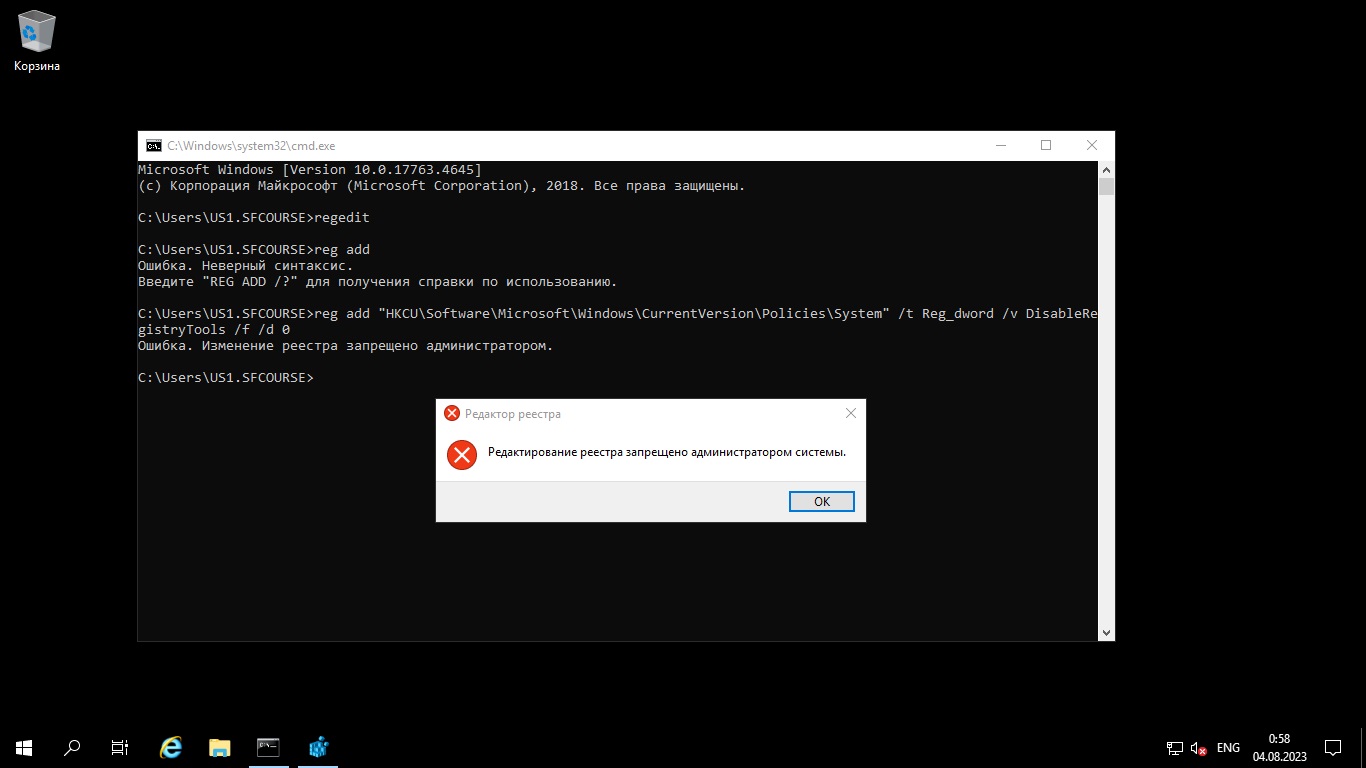 Корзина
C:\Windows\system32\cmd.exe
Microsoft Windows [Version 10.0.17763.4645]
(c) Корпорация Майкрософт (Microsoft Corporation), 2018. Все права защищены.
C:\Users\US1.SFCOURSE>regedit
C:\Users\US1.SFCOURSE>reg add
Ошибка. Неверный синтаксис.
Введите "REG ADD /?" для получения справки по использованию.
C:\Users\US1.SFCOURSE>reg add "HKCU\Software\Microsoft\Windows\CurrentVersion\Policies\System" /t Reg_dword /v DisableRe
gistryTools /f /d 0
Ошибка. Изменение реестра запрещено администратором.
C:\Users\US1.SFCOURSE>
Редактор реестра
Редактирование реестра запрещено администратором системы.
OK
ENG
0:58
04.08.2023